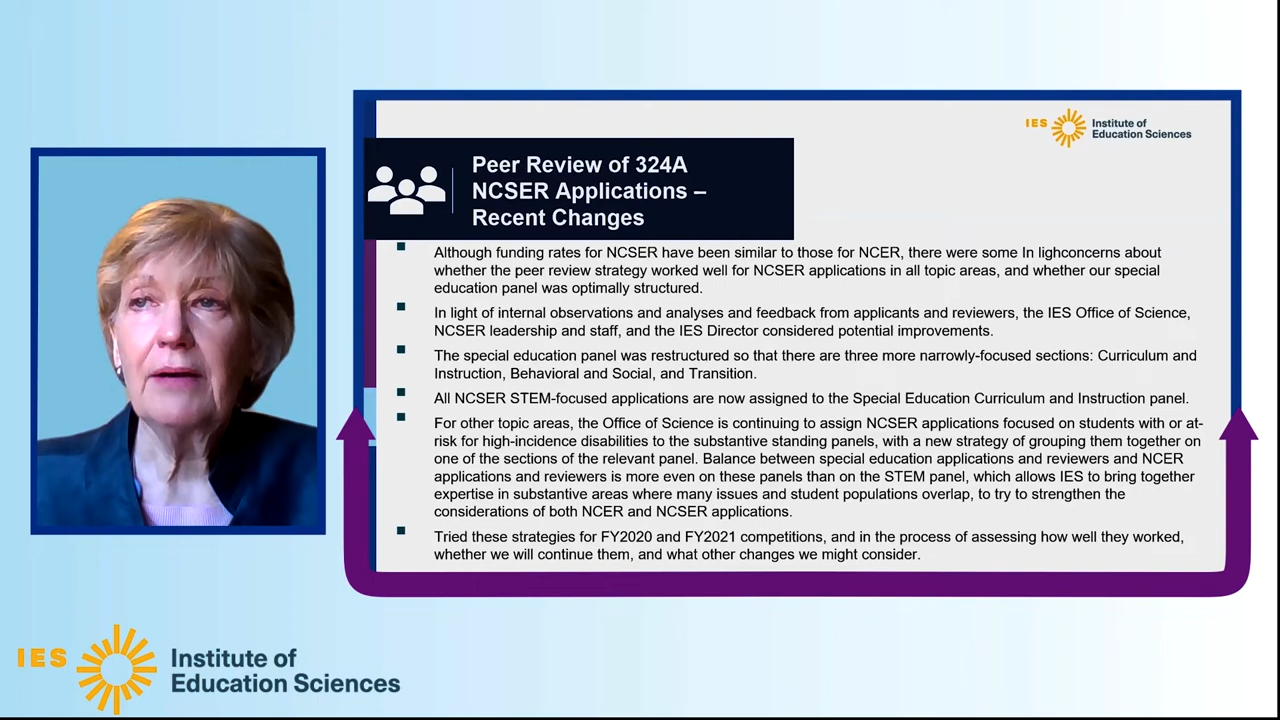 IES Institute of
Education Sciences
Peer Review of 324A
NCSER Applications –
Recent Changes
Although funding rates for NCSER have been similar to those for NCER, there were some In lighconcerns about
whether the peer review strategy worked well for NCSER applications in all topic areas, and whether our special
education panel was optimally structured.
In light of internal observations and analyses and feedback from applicants and reviewers, the IES Office of Science,
NCSER leadership and staff, and the IES Director considered potential improvements.
The special education panel was restructured so that there are three more narrowly-focused sections: Curriculum and
Instruction, Behavioral and Social, and Transition.
All NCSER STEM-focused applications are now assigned to the Special Education Curriculum and Instruction panel.
For other topic areas, the Office of Science is continuing to assign NCSER applications focused on students with or at-
risk for high-incidence disabilities to the substantive standing panels, with a new strategy of grouping them together on
one of the sections of the relevant panel. Balance between special education applications and reviewers and NCER
applications and reviewers is more even on these panels than on the STEM panel, which allows IES to bring together
expertise in substantive areas where many issues and student populations overlap, to try to strengthen the
considerations of both NCER and NCSER applications.
Tried these strategies for FY2020 and FY2021 competitions, and in the process of assessing how well they worked,
whether we will continue them, and what other changes we might consider.
IES Institute of
Education Sciences